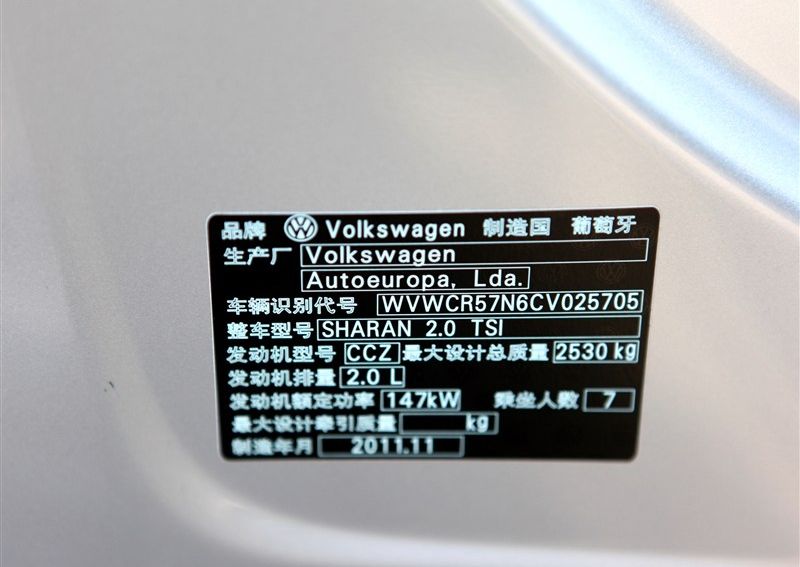 品牌 Volkswagen 制造国 葡萄牙
生产厂 Volkswagen
Autoeuropa, Lda.
车辆识别代号 WVWCR57N6CV025705
整车型号 SHARAN 2.0 TSI
发动机型号 CCZ 最大设计总质量 2530 kg
发动机排量 2.0 L
发动机额定功率 147kW 乘坐人数 7
最大设计牵引质量 kg
制造年月 2011.11